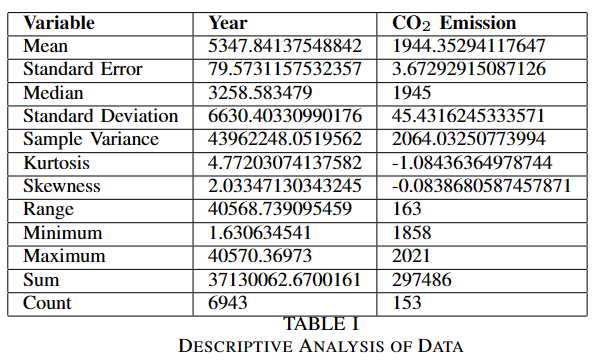 Variable Year CO2 Emission
Mean 5347.84137548842 1944.35294117647
Standard Error 79.5731157532357 3.67292915087126
Median 3258.583479 1945
Standard Deviation 6630.40330990176 45.4316245333571
Sample Variance 43962248.0519562 2064.03250773994
Kurtosis 4.77203074137582 -1.08436364978744
Skewness 2.03347130343245 -0.0838680587457871
Range 40568.739095459 163
Minimum 1.630634541 1858
Maximum 40570.36973 2021
Sum 37130062.6700161 297486
Count 6943 153
TABLE I
DESCRIPTIVE ANALYSIS OF DATA